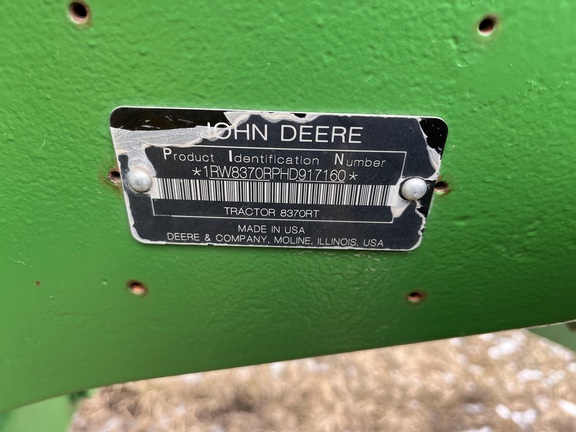 JOHN DEERE
Product Identification Number
*1RW8370RPHD917160*
TRACTOR 8370RT
MADE IN USA
DEERE & COMPANY, MOLINE, ILLINOIS, USA